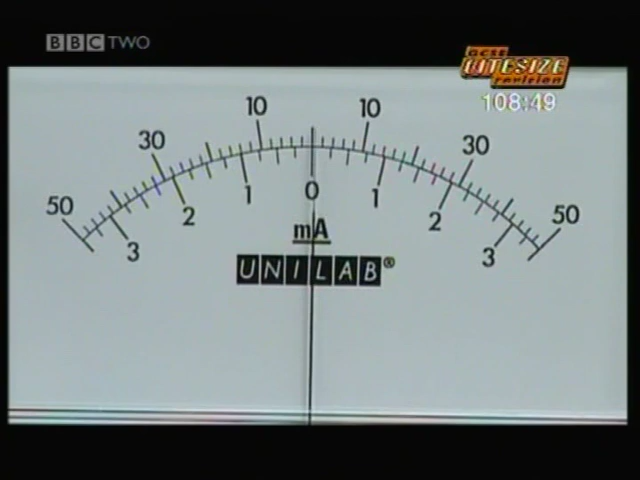 BBC TWO
gcse
BITESIZE
revision
108:49
50 30 10 10 30 50
3 2 1 0 1 2 3
mA
UNILAB®